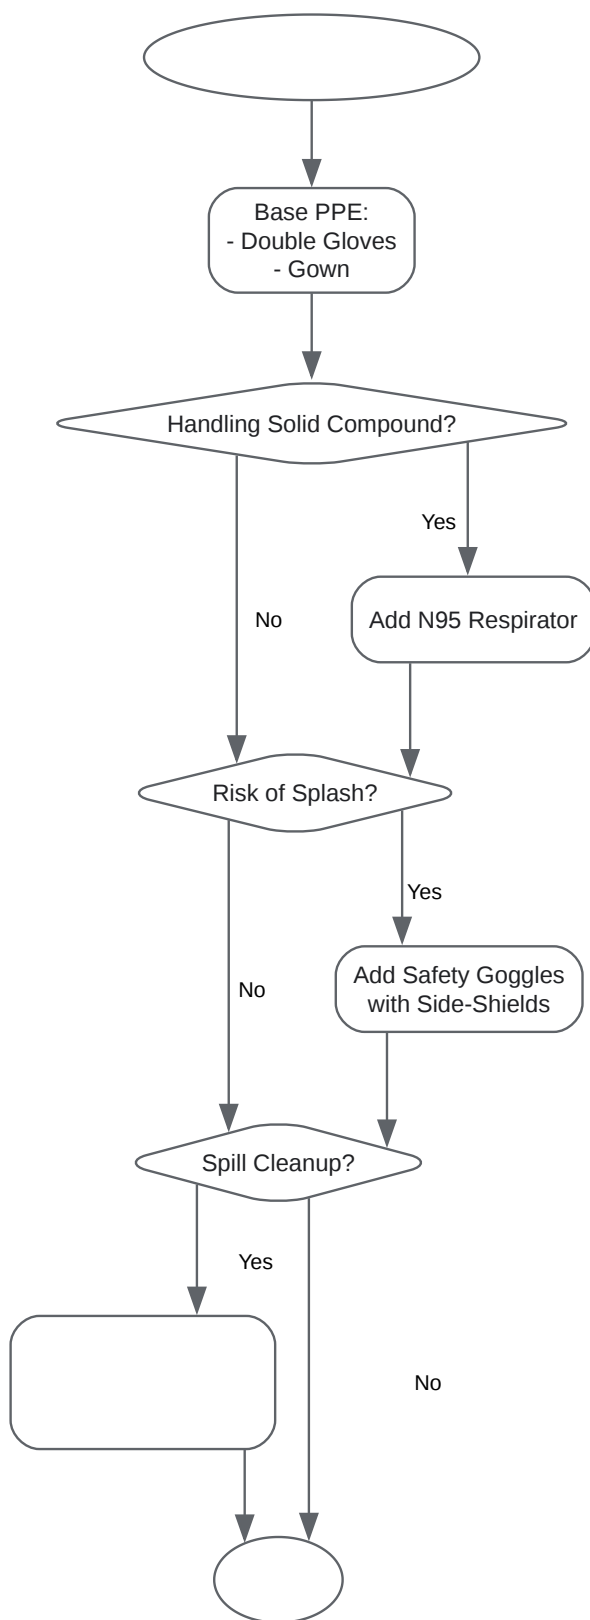 Base PPE:
- Double Gloves
- Gown
Handling Solid Compound?
Yes
No
Add N95 Respirator
Risk of Splash?
Yes
No
Add Safety Goggles
with Side-Shields
Spill Cleanup?
Yes
No